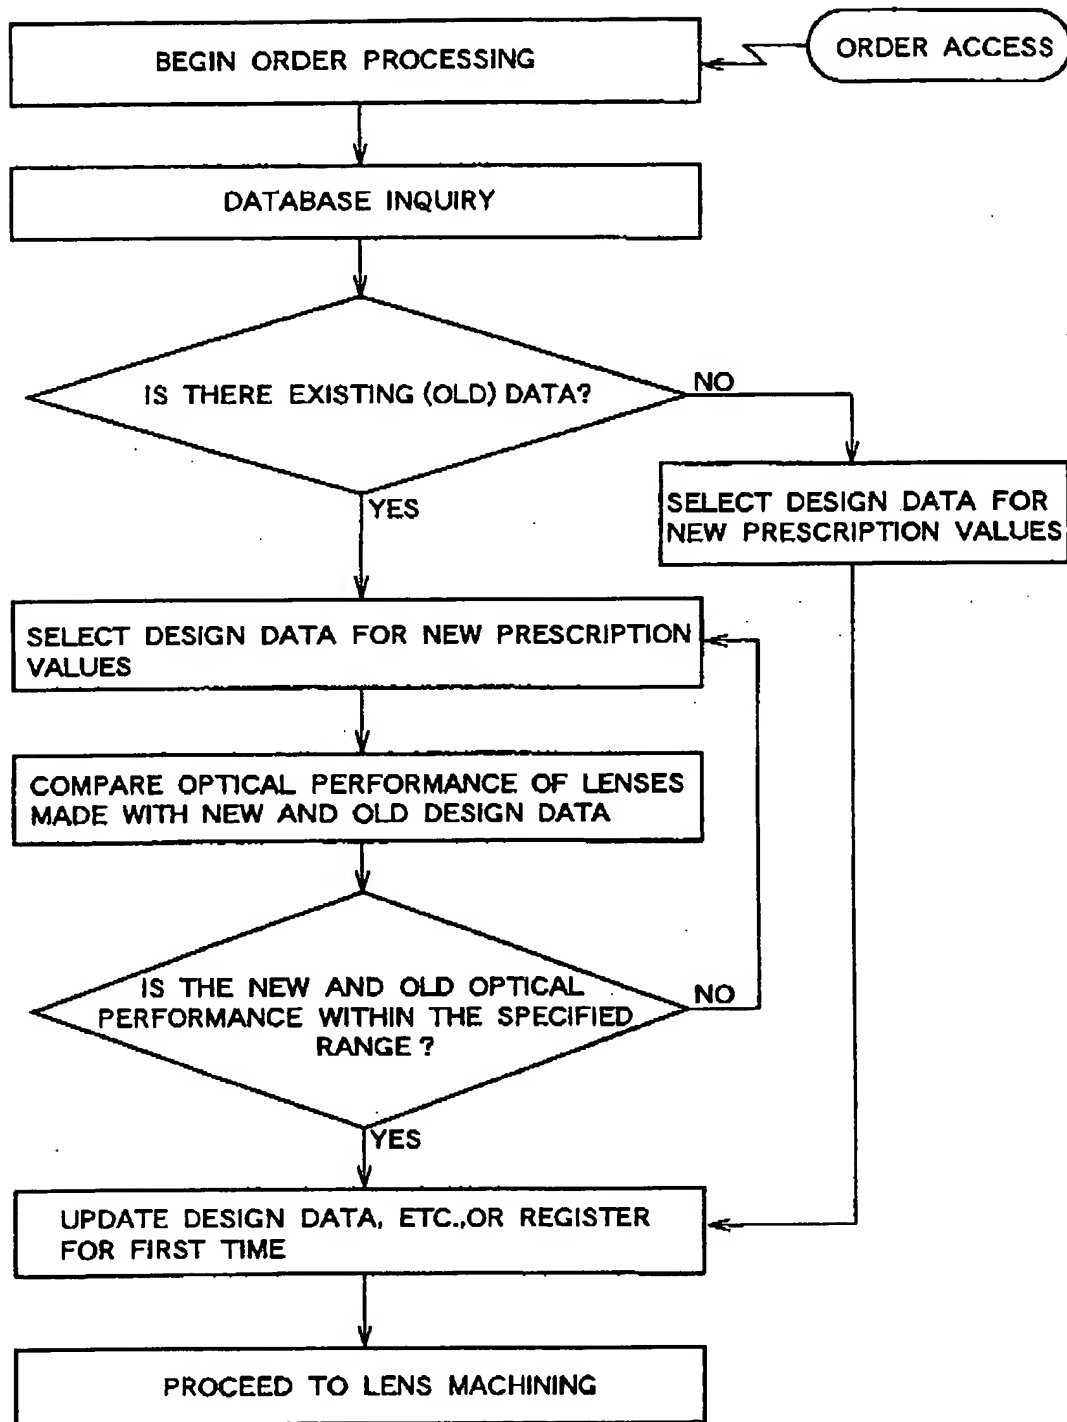 BEGIN ORDER PROCESSING
ORDER ACCESS
DATABASE INQUIRY
IS THERE EXISTING (OLD) DATA?
NO
YES
SELECT DESIGN DATA FOR
NEW PRESCRIPTION VALUES
SELECT DESIGN DATA FOR NEW PRESCRIPTION
VALUES
COMPARE OPTICAL PERFORMANCE OF LENSES
MADE WITH NEW AND OLD DESIGN DATA
IS THE NEW AND OLD OPTICAL
PERFORMANCE WITHIN THE SPECIFIED
RANGE ?
NO
YES
UPDATE DESIGN DATA, ETC.,OR REGISTER
FOR FIRST TIME
PROCEED TO LENS MACHINING